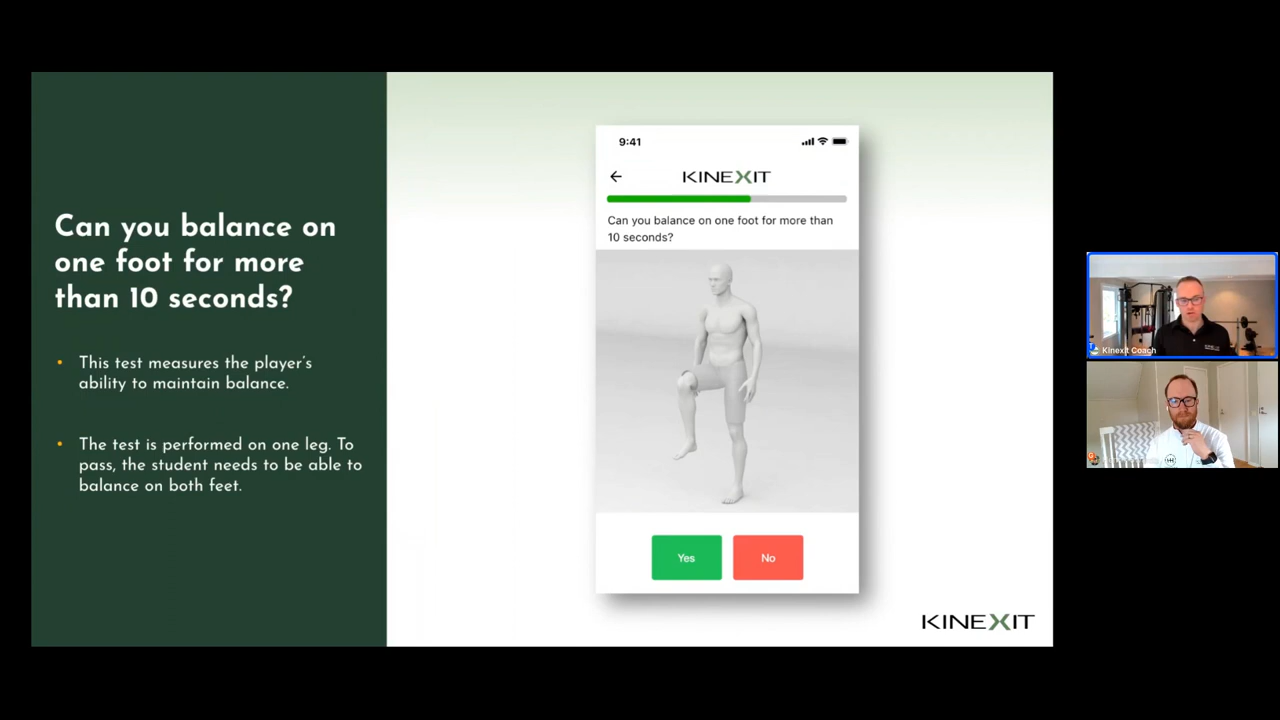 Can you balance on
one foot for more
than 10 seconds?
• This test measures the player's
ability to maintain balance.
• The test is performed on one leg. To
pass, the student needs to be able to
balance on both feet.
9:41
KINEXIT
Can you balance on one foot for more than
10 seconds?
Yes
No
KINEXIT
Kinexit Coach